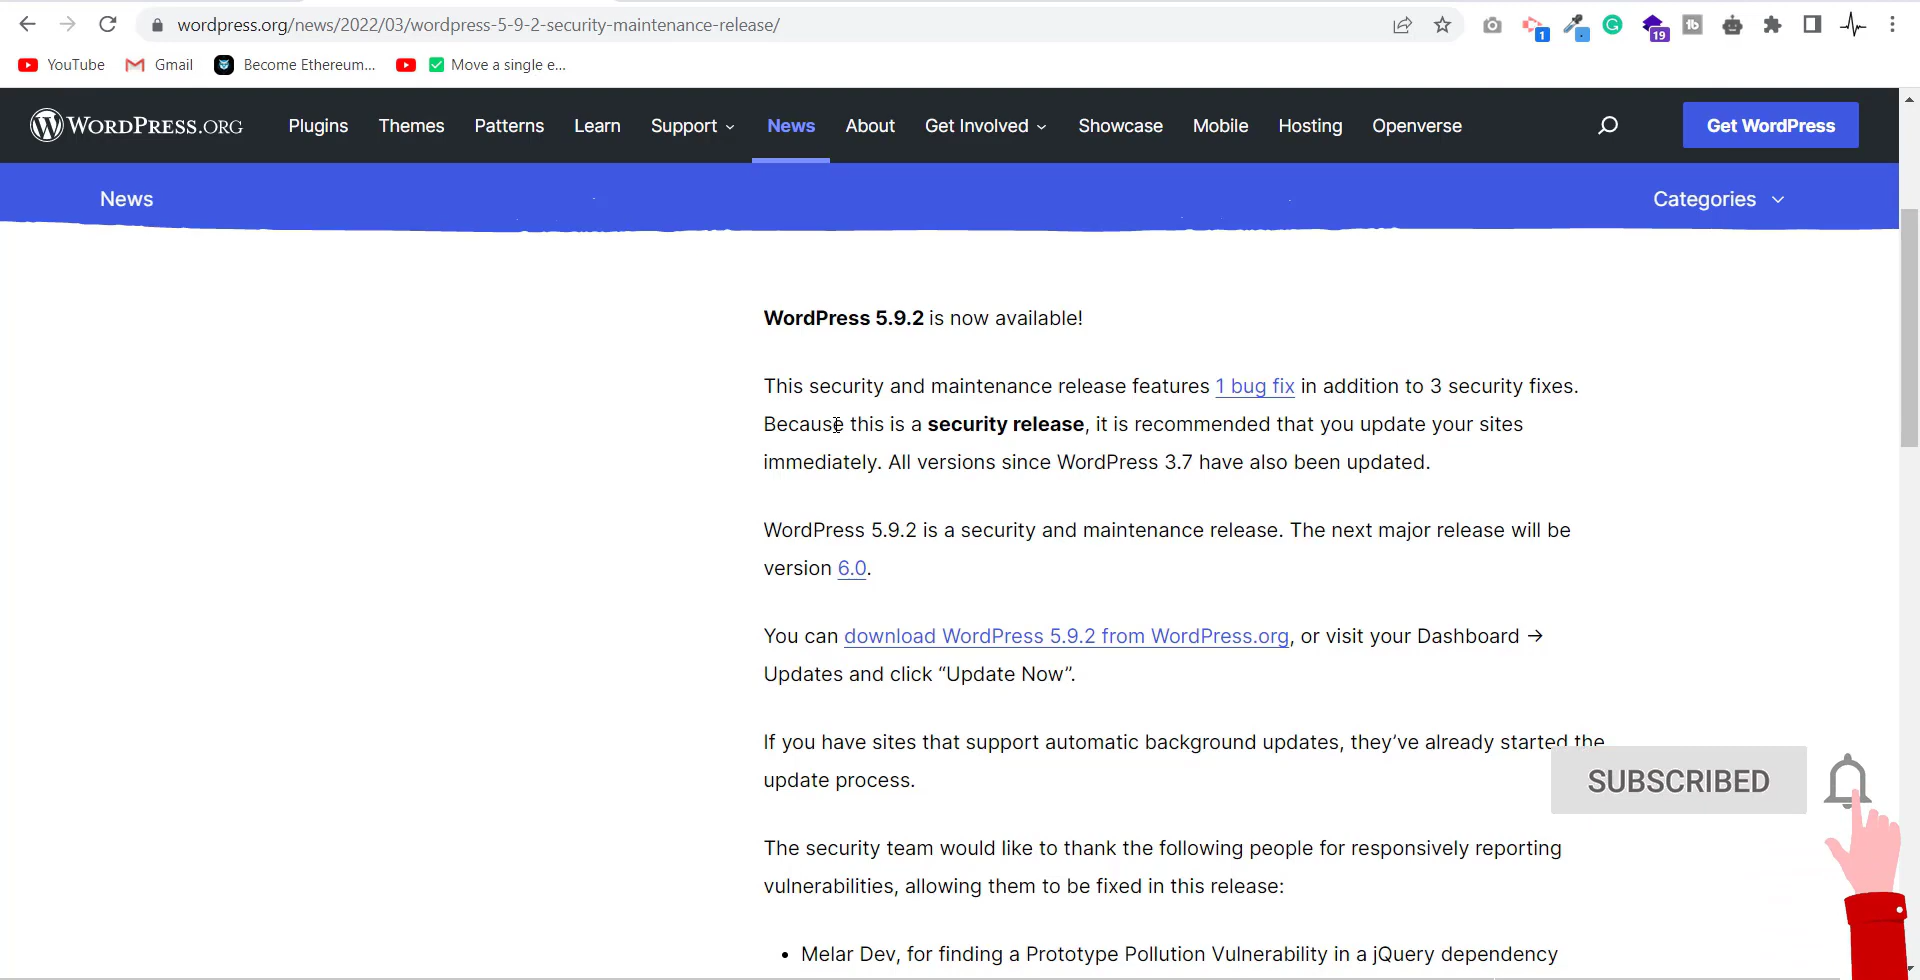 wordpress.org/news/2022/03/wordpress-5-9-2-security-maintenance-release/
1
19
tb
YouTube
Gmail
Become Ethereum...
Move a single e...
WORDPRESS.ORG
Plugins
Themes
Patterns
Learn
Support
News
About
Get Involved
Showcase
Mobile
Hosting
Openverse
Get WordPress
News
Categories
WordPress 5.9.2 is now available!
This security and maintenance release features 1 bug fix in addition to 3 security fixes.
Because this is a security release, it is recommended that you update your sites
immediately. All versions since WordPress 3.7 have also been updated.
WordPress 5.9.2 is a security and maintenance release. The next major release will be
version 6.0.
You can download WordPress 5.9.2 from WordPress.org, or visit your Dashboard →
Updates and click “Update Now”.
If you have sites that support automatic background updates, they’ve already started the
update process.
SUBSCRIBED
The security team would like to thank the following people for responsively reporting
vulnerabilities, allowing them to be fixed in this release:
• Melar Dev, for finding a Prototype Pollution Vulnerability in a jQuery dependency